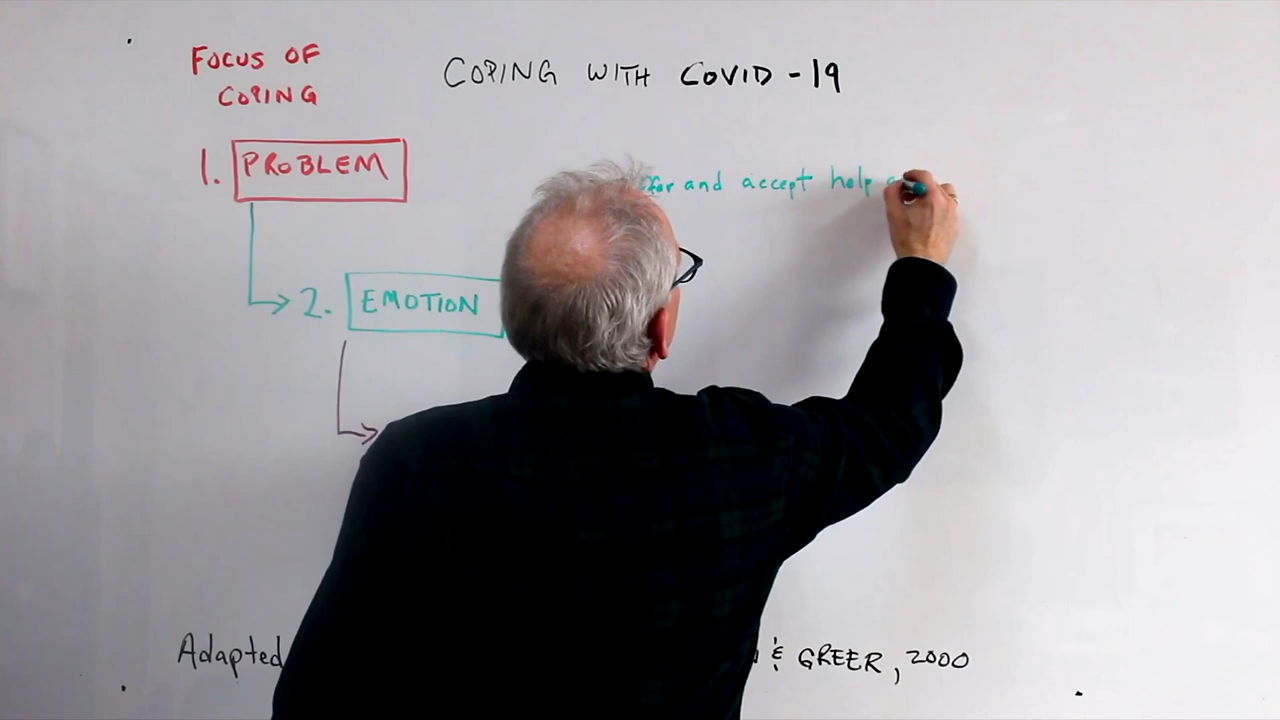 FOCUS OF
COPING
COPING WITH COVID-19
1. PROBLEM
and accept help
2. EMOTION
Adapted
& GREER, 2000